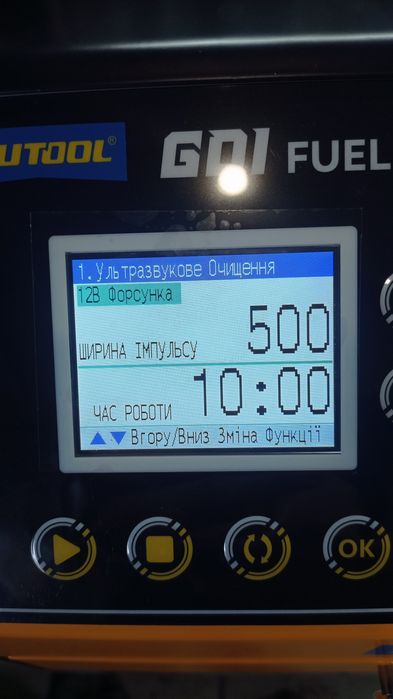 UTOOL®
GDI FUEL
1.Ультразвукове Очищення
12В Форсунка
ШИРИНА ІМПУЛЬСУ 500
ЧАС РОБОТИ 10:00
Вгору/Вниз Зміна Функції
OK